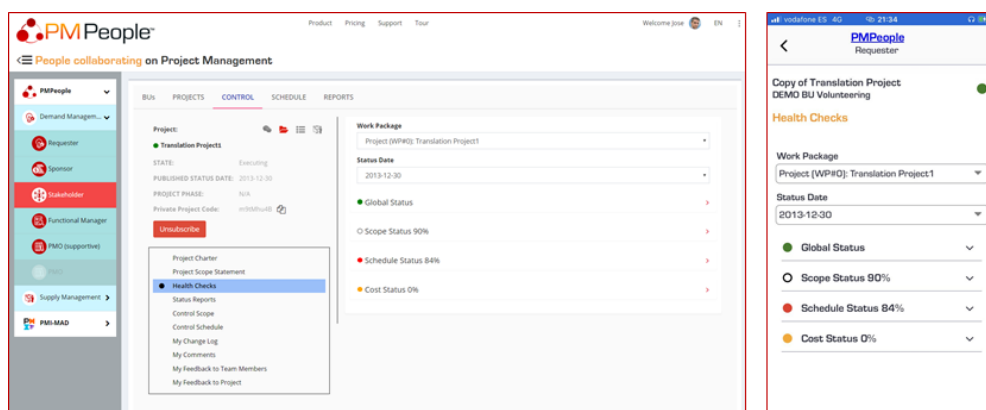 PMPeople
Product Pricing Support Tour
Welcome Jose EN
People collaborating on Project Management
PMPeople
Demand Managem...
Requester
Sponsor
Stakeholder
Functional Manager
PMO (supportive)
PMO
Supply Management
PMI-MAD
BUs PROJECTS CONTROL SCHEDULE REPORTS
Project:
Translation Project1
STATE: Executing
PUBLISHED STATUS DATE: 2013-12-30
PROJECT PHASE: N/A
Private Project Code:
Unsubscribe
Project Charter
Project Scope Statement
Health Checks
Status Reports
Control Scope
Control Schedule
My Change Log
My Comments
My Feedback to Team Members
My Feedback to Project
Work Package
Project (WP#0): Translation Project1
Status Date
2013-12-30
Global Status
Scope Status 90%
Schedule Status 84%
Cost Status 0%
vodafone ES 4G 21:34
PMPeople
Requester
Copy of Translation Project
DEMO BU Volunteering
Health Checks
Work Package
Project (WP#0): Translation Project1
Status Date
2013-12-30
Global Status
Scope Status 90%
Schedule Status 84%
Cost Status 0%